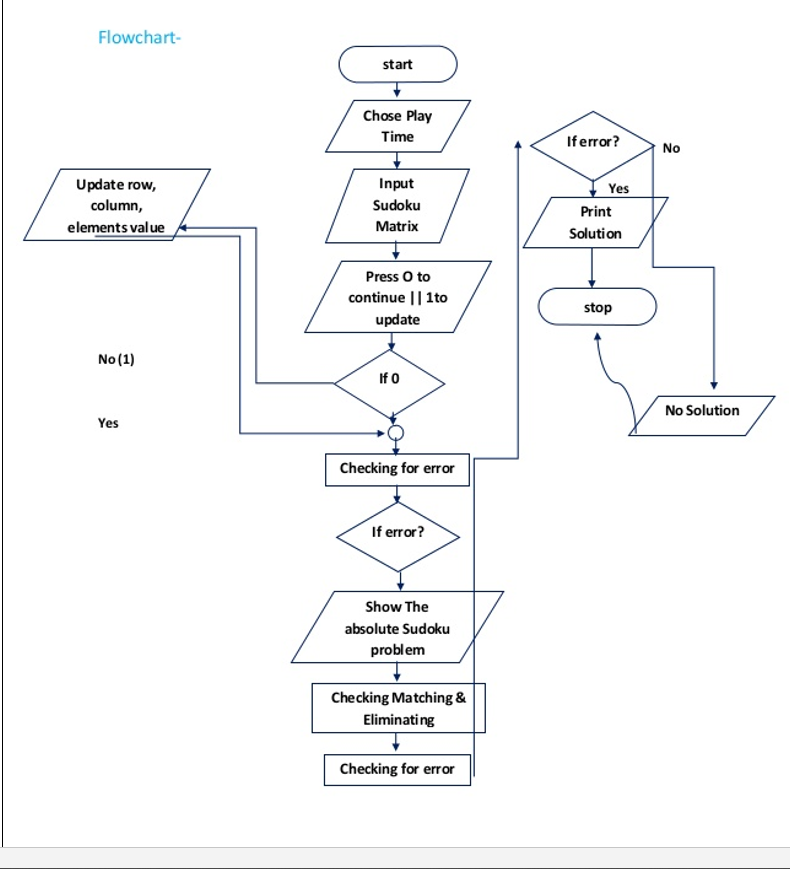 Flowchart-
start
Chose Play
Time
Input
Sudoku
Matrix
Press O to
continue || 1to
update
If 0
Update row,
column,
elements value
No (1)
Yes
Checking for error
If error?
Show The
absolute Sudoku
problem
Checking Matching &
Eliminating
Checking for error
If error?
No
Yes
Print
Solution
stop
No Solution